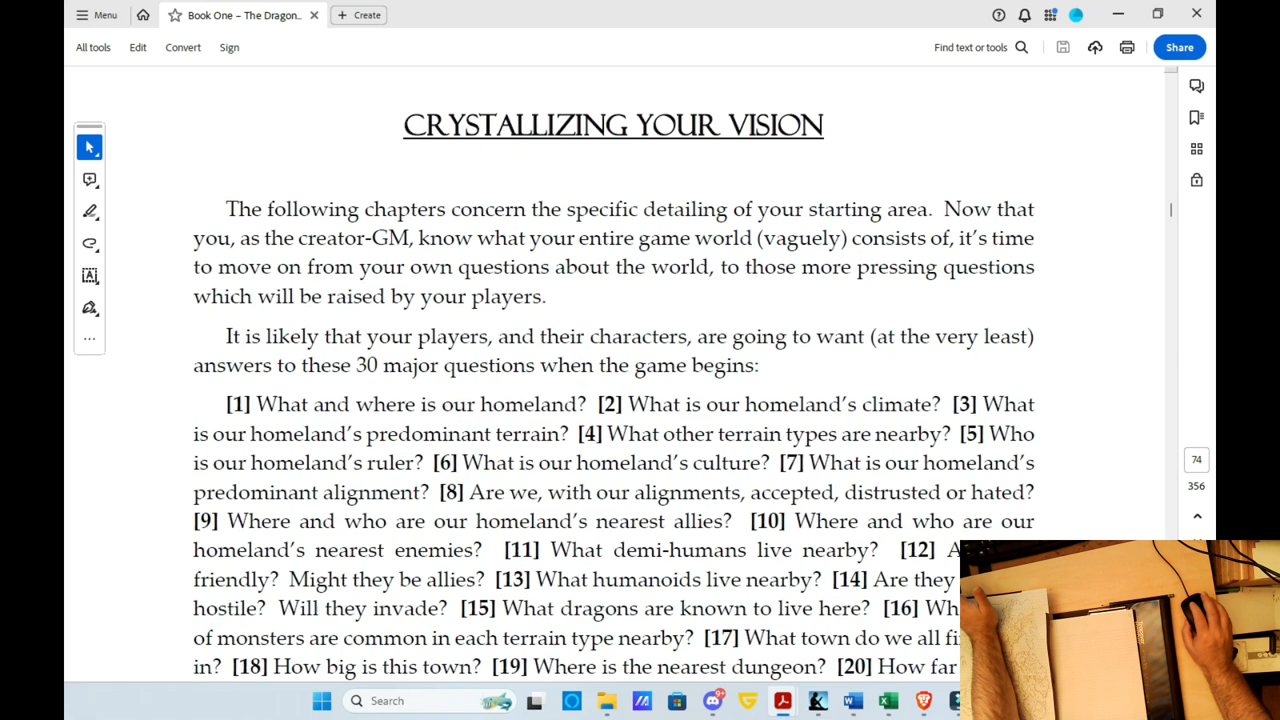 Menu
Book One – The Dragon...
Create
All tools
Edit
Convert
Sign
Find text or tools
Share
CRYSTALLIZING YOUR VISION
The following chapters concern the specific detailing of your starting area. Now that
you, as the creator-GM, know what your entire game world (vaguely) consists of, it's time
to move on from your own questions about the world, to those more pressing questions
which will be raised by your players.
It is likely that your players, and their characters, are going to want (at the very least)
answers to these 30 major questions when the game begins:
[1] What and where is our homeland? [2] What is our homeland's climate? [3] What
is our homeland's predominant terrain? [4] What other terrain types are nearby? [5] Who
is our homeland's ruler? [6] What is our homeland's culture? [7] What is our homeland's
predominant alignment? [8] Are we, with our alignments, accepted, distrusted or hated?
[9] Where and who are our homeland's nearest allies? [10] Where and who are our
homeland's nearest enemies? [11] What demi-humans live nearby? [12]
friendly? Might they be allies? [13] What humanoids live nearby? [14] Are they
hostile? Will they invade? [15] What dragons are known to live here? [16]
of monsters are common in each terrain type nearby? [17] What town do we all
in? [18] How big is this town? [19] Where is the nearest dungeon? [20] How far
74
356
Search
9+